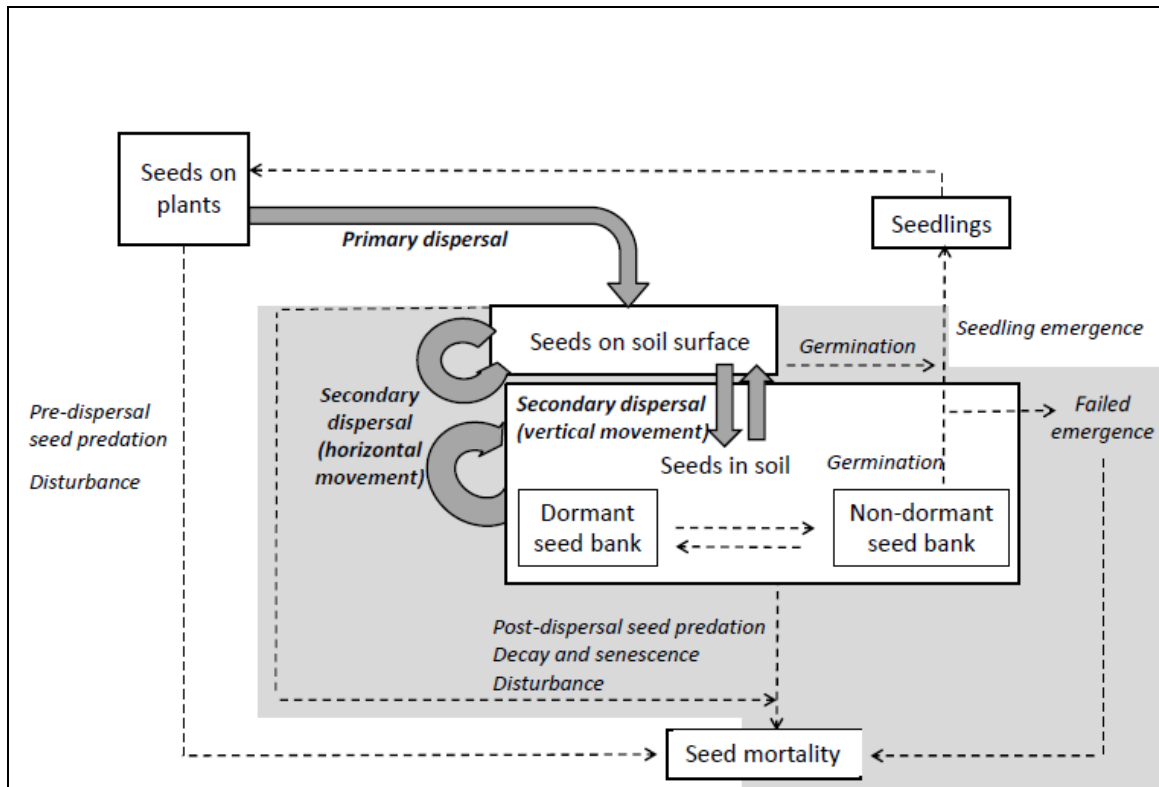 Seeds on
plants
Primary dispersal
Seedlings
Seeds on soil surface
Germination
Seedling emergence
Secondary
dispersal
(horizontal
movement)
Secondary dispersal
(vertical movement)
Seeds in soil
Germination
Failed
emergence
Pre-dispersal
seed predation
Disturbance
Dormant
seed bank
Non-dormant
seed bank
Post-dispersal seed predation
Decay and senescence
Disturbance
Seed mortality